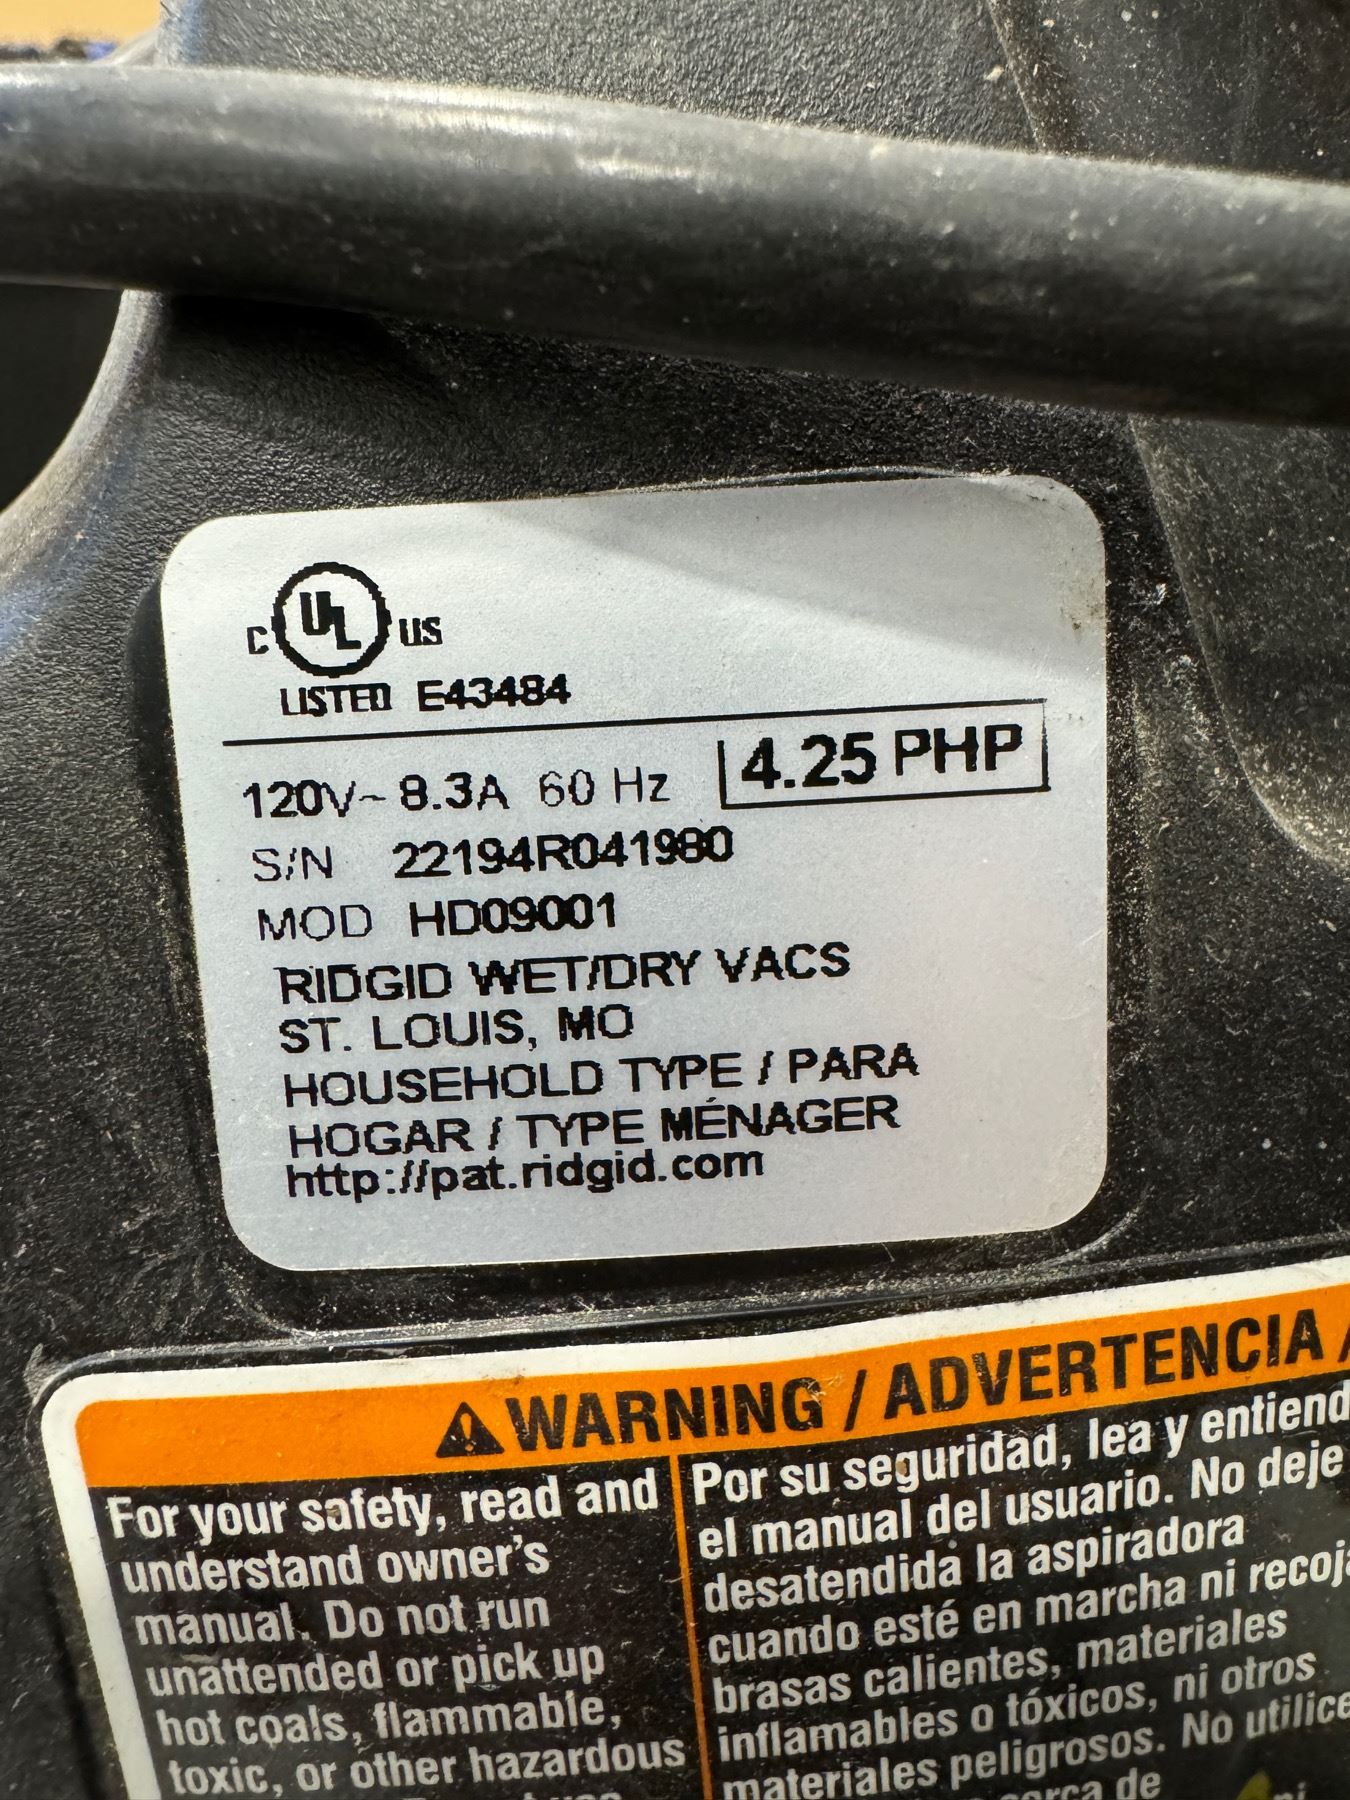 C UL US
LISTED E43484
120V~ 8.3A 60 Hz 4.25 PHP
S/N 22194R041980
MOD HD09001
RIDGID WET/DRY VACS
ST. LOUIS, MO
HOUSEHOLD TYPE / PARA
HOGAR / TYPE MÉNAGER
http://pat.ridgid.com
WARNING / ADVERTENCIA /
For your safety, read and
understand owner's
manual. Do not run
unattended or pick up
hot coals, flammable,
toxic, or other hazardous
Por su seguridad, lea y entiend
el manual del usuario. No deje
desatendida la aspiradora
cuando esté en marcha ni recoj
brasas calientes, materiales
inflamables o tóxicos, ni otros
materiales peligrosos. No utilice
cerca de
ni